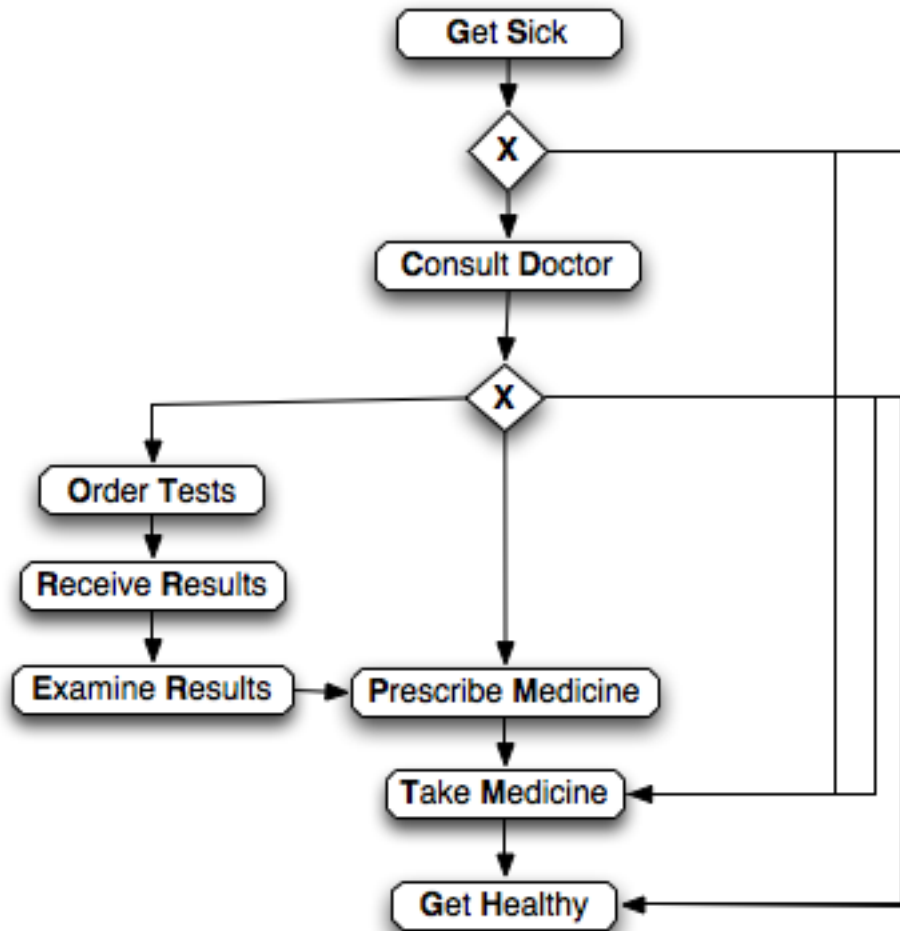 Get Sick
X
Consult Doctor
X
Order Tests
Receive Results
Examine Results
Prescribe Medicine
Take Medicine
Get Healthy